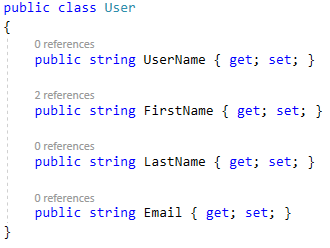 public class User
{
0 references
public string UserName { get; set; }
2 references
public string FirstName { get; set; }
0 references
public string LastName { get; set; }
0 references
public string Email { get; set; }
}